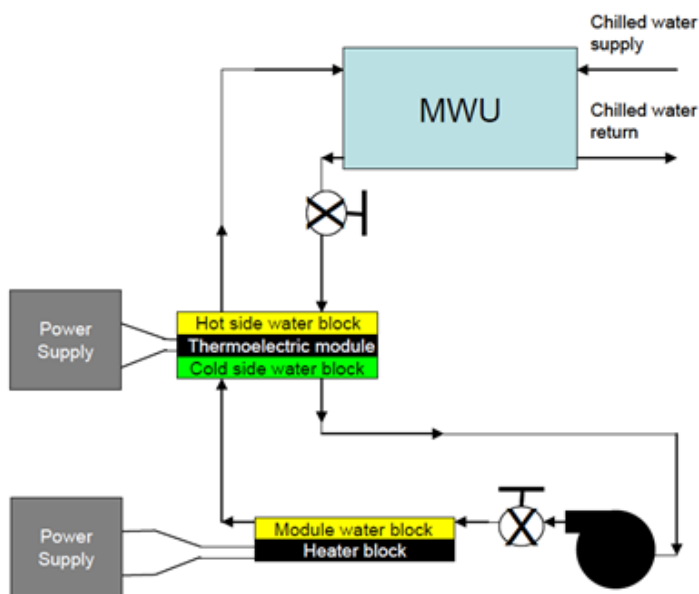 Chilled water
supply
MWU
Chilled water
return
Power
Supply
Hot side water block
Thermoelectric module
Cold side water block
Power
Supply
Module water block
Heater block